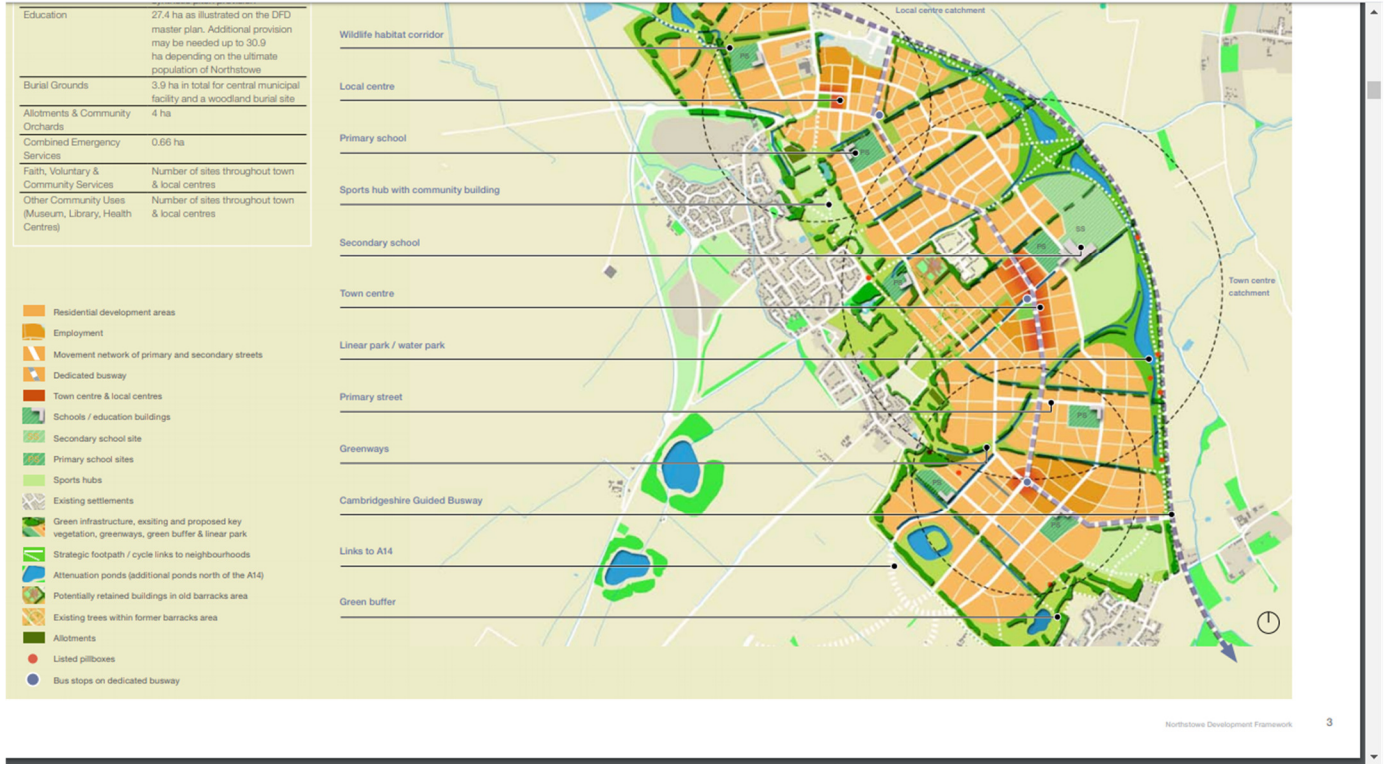 Education
27.4 ha as illustrated on the DFD
master plan. Additional provision
may be needed up to 30.9
ha depending on the ultimate
population of Northstowe
Burial Grounds
3.9 ha in total for central municipal
facility and a woodland burial site
Allotments & Community
Orchards
4 ha
Combined Emergency
Services
0.66 ha
Faith, Voluntary &
Community Services
Number of sites throughout town
& local centres
Other Community Uses
(Museum, Library, Health
Centres)
Number of sites throughout town
& local centres
Residential development areas
Employment
Movement network of primary and secondary streets
Dedicated busway
Town centre & local centres
Schools / education buildings
Secondary school site
Primary school sites
Sports hubs
Existing settlements
Green infrastructure, exsiting and proposed key
vegetation, greenways, green buffer & linear park
Strategic footpath / cycle links to neighbourhoods
Attenuation ponds (additional ponds north of the A14)
Potentially retained buildings in old barracks area
Existing trees within former barracks area
Allotments
Listed pillboxes
Bus stops on dedicated busway
Wildlife habitat corridor
Local centre
Primary school
Sports hub with community building
Secondary school
Town centre
Linear park / water park
Primary street
Greenways
Cambridgeshire Guided Busway
Links to A14
Green buffer
Local centre catchment
Town centre
catchment
PS
PS
SS
PS
PS
PS
PS
PS
Northstowe Development Framework
3